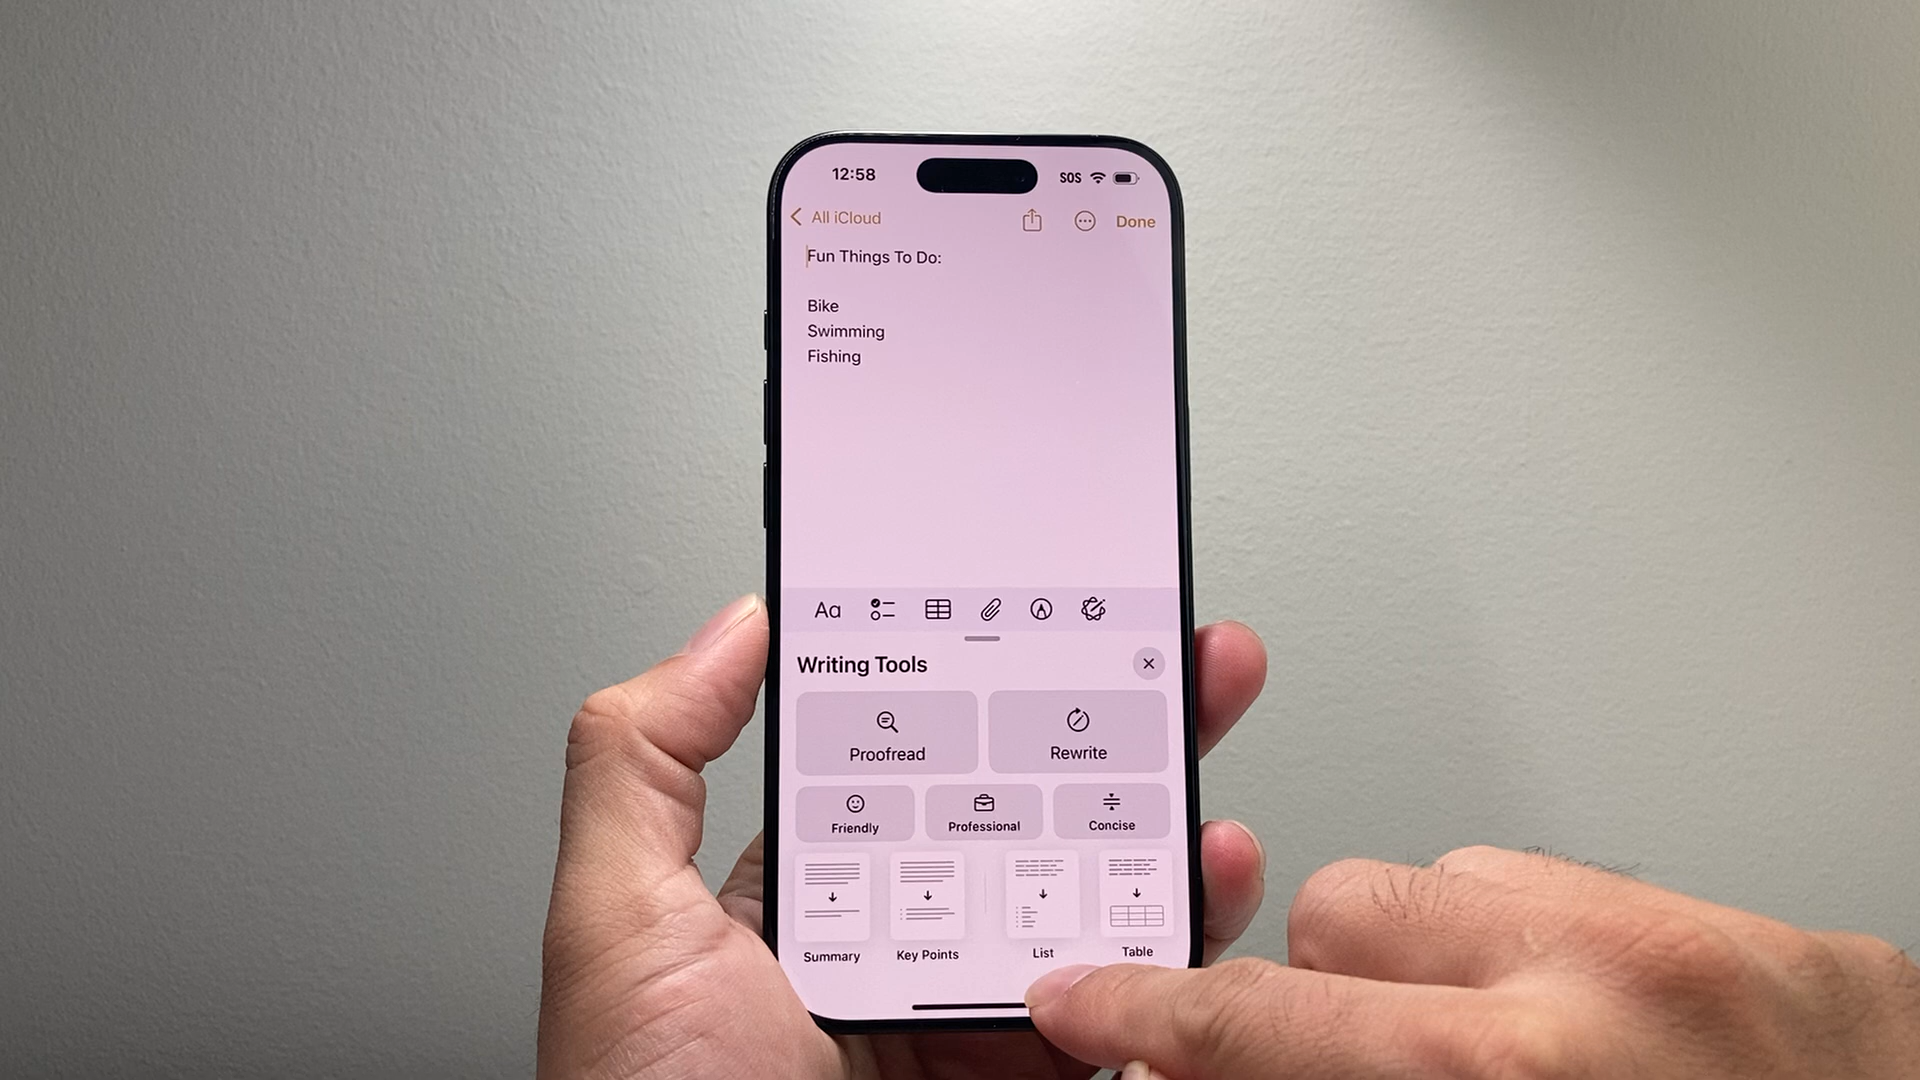 12:58 SOS
All iCloud Done
Fun Things To Do:
Bike
Swimming
Fishing
Aa
Writing Tools
Proofread Rewrite
Friendly Professional Concise
Summary Key Points List Table